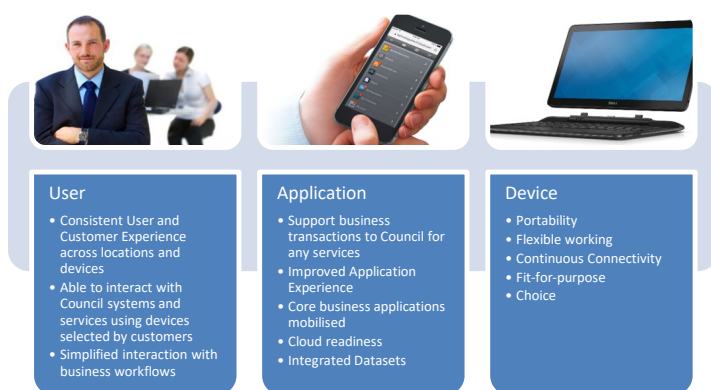 User
• Consistent User and
Customer Experience
across locations and
devices
• Able to interact with
Council systems and
services using devices
selected by customers
• Simplified interaction with
business workflows
Application
• Support business
transactions to Council for
any services
• Improved Application
Experience
• Core business applications
mobilised
• Cloud readiness
• Integrated Datasets
Device
• Portability
• Flexible working
• Continuous Connectivity
• Fit-for-purpose
• Choice